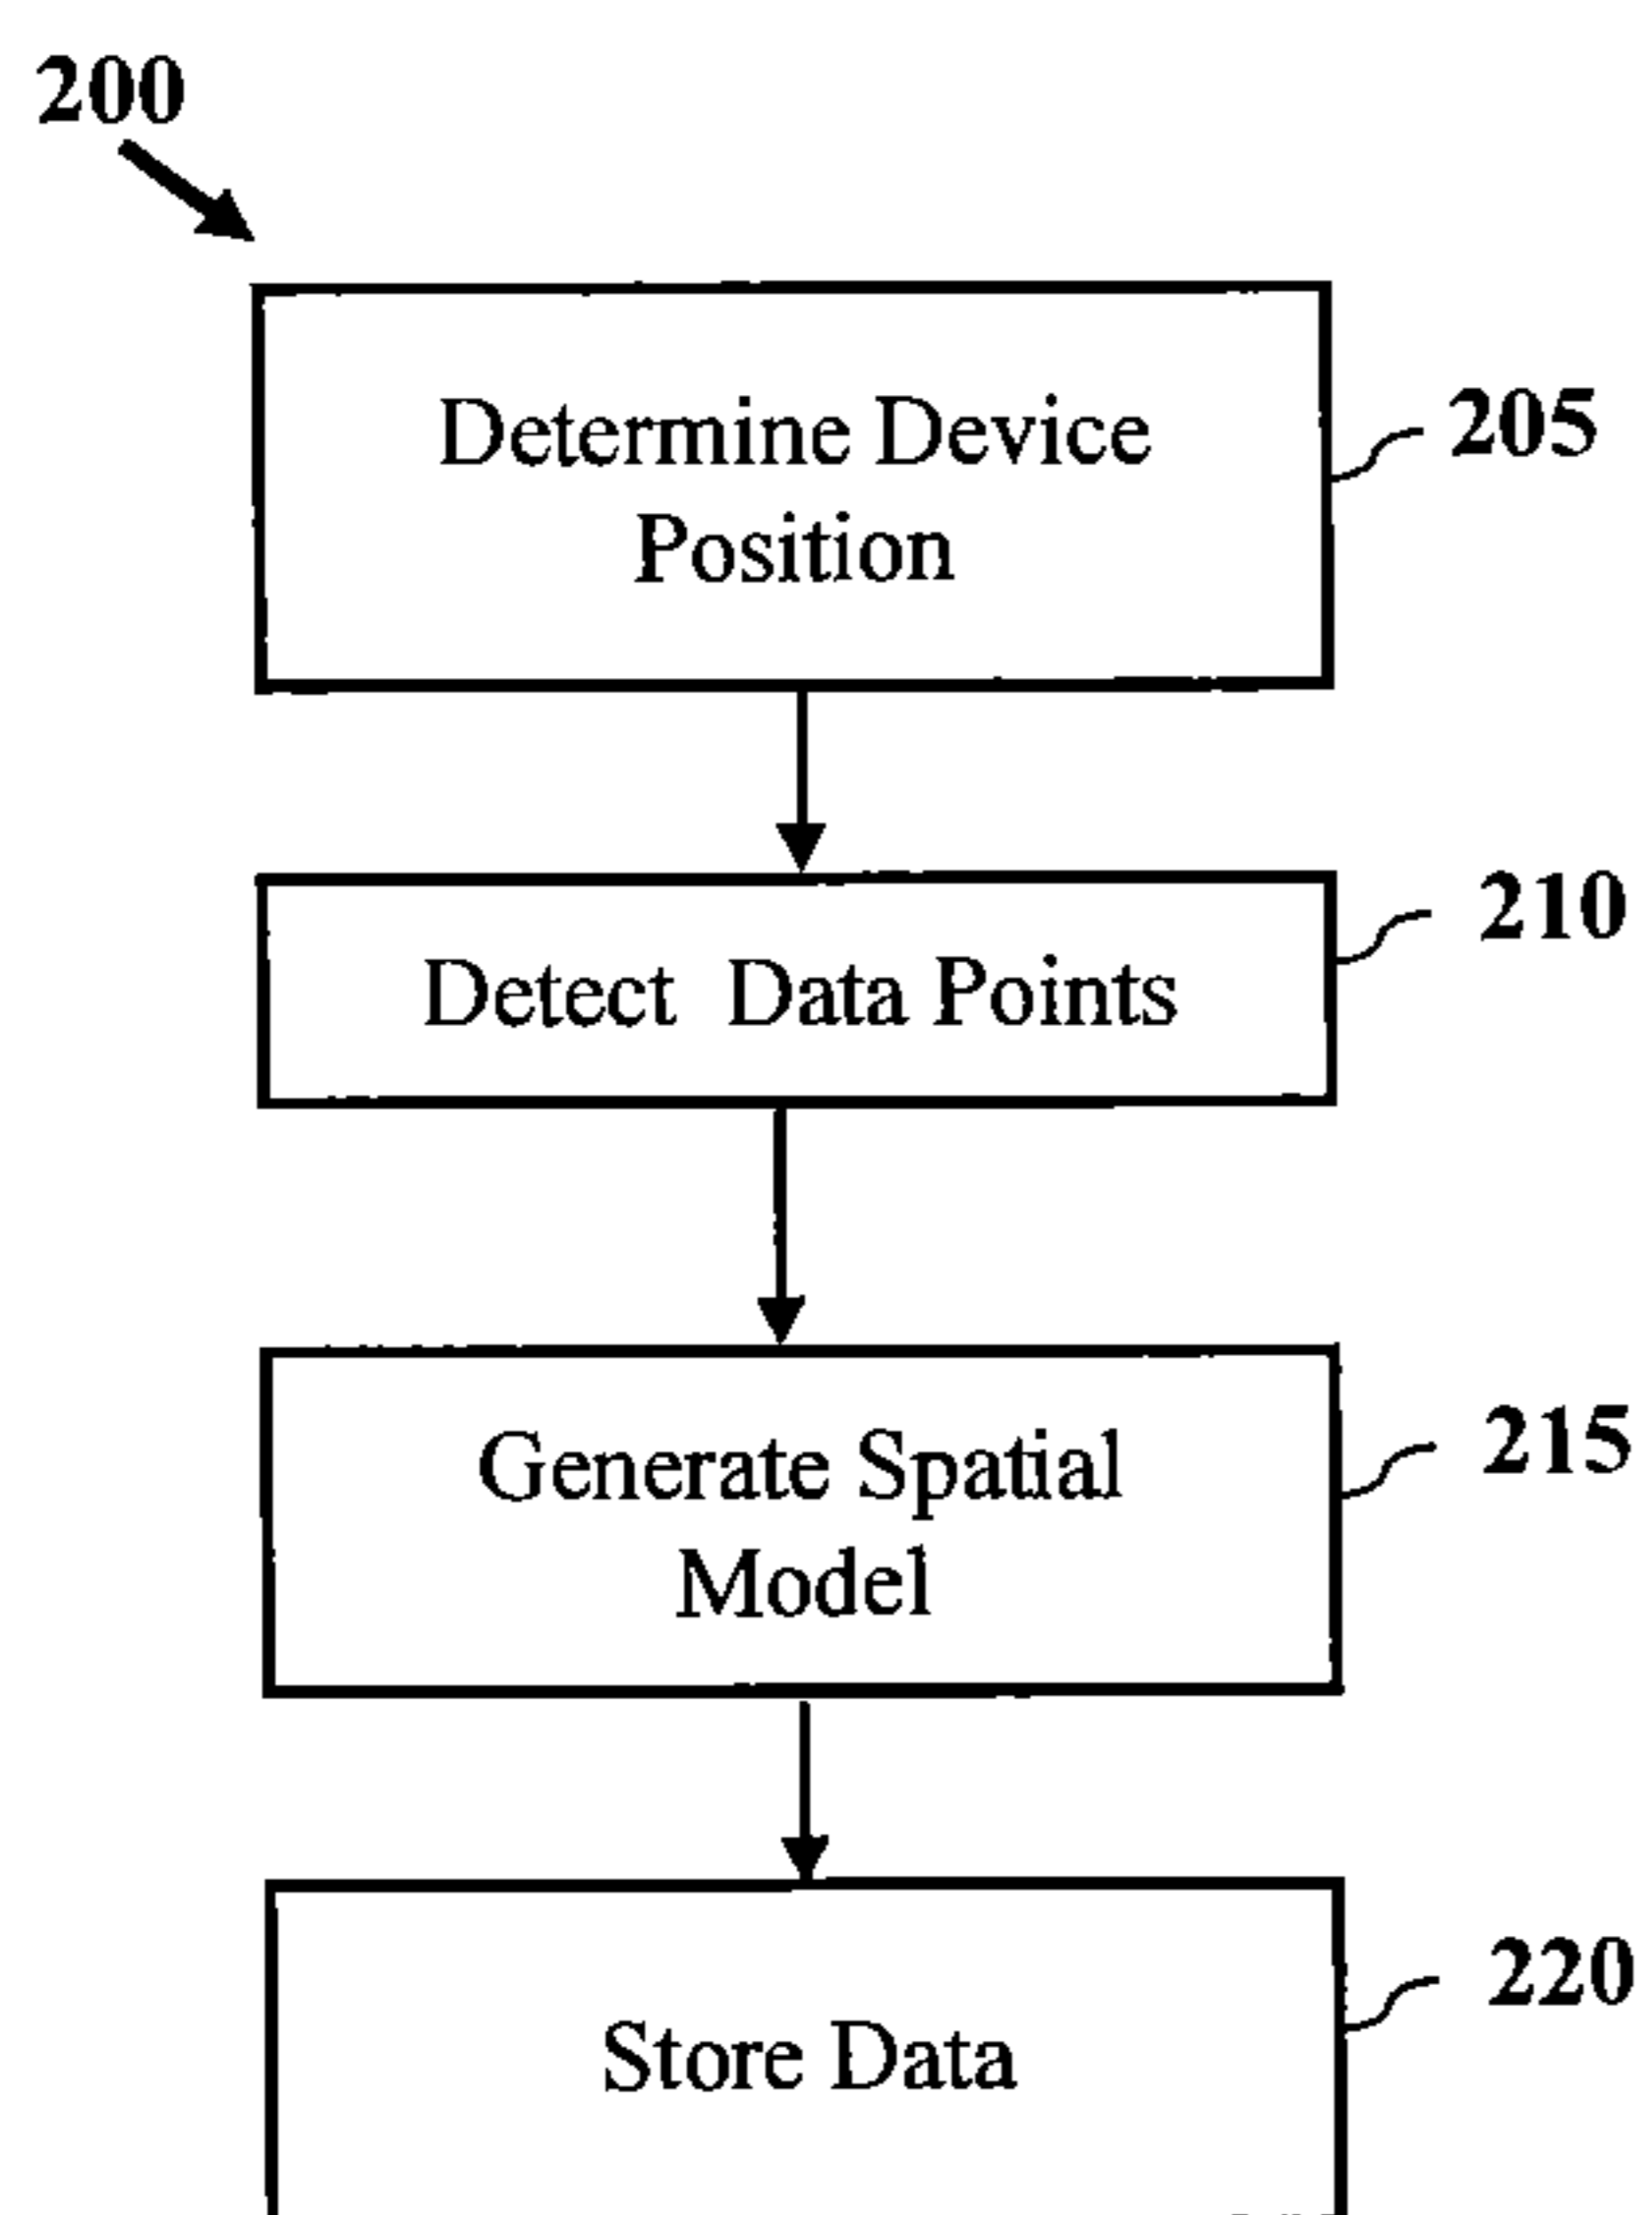 200
Determine Device
Position
205
Detect Data Points
210
Generate Spatial
Model
215
Store Data
220